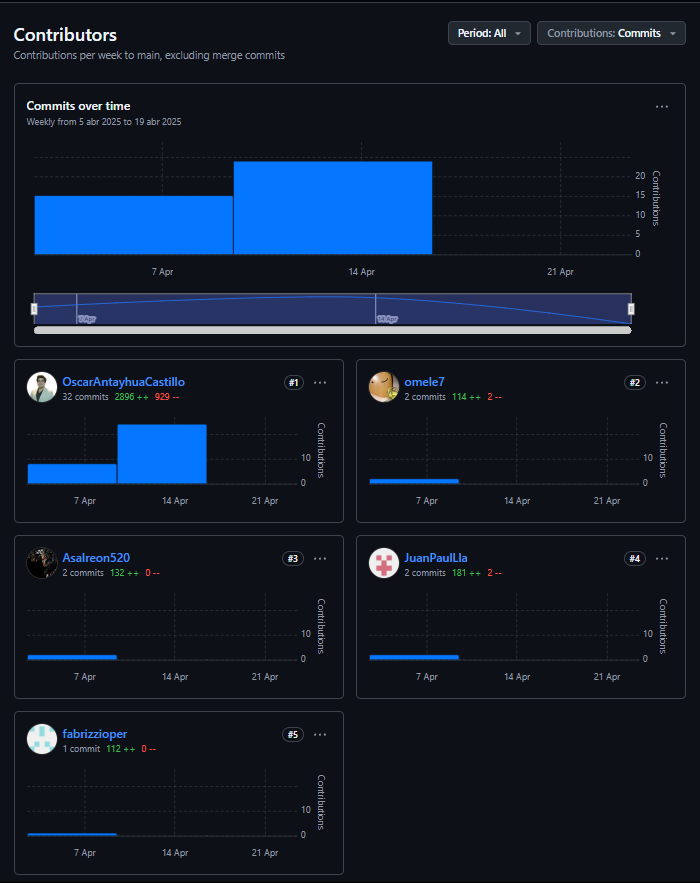 Contributors
Period: All
Contributions: Commits
Contributions per week to main, excluding merge commits
Commits over time
Weekly from 5 abr 2025 to 19 abr 2025
20
15
10
5
0
Contributions
7 Apr
14 Apr
21 Apr
7 Apr
14 Apr
OscarAntayhuaCastillo
#1
32 commits 2896 ++ 929 --
10
0
Contributions
7 Apr
14 Apr
21 Apr
omele7
#2
2 commits 114 ++ 2 --
10
0
Contributions
7 Apr
14 Apr
21 Apr
Asalreon520
#3
2 commits 132 ++ 0 --
10
0
Contributions
7 Apr
14 Apr
21 Apr
JuanPaulLla
#4
2 commits 181 ++ 2 --
10
0
Contributions
7 Apr
14 Apr
21 Apr
fabrizzioper
#5
1 commit 112 ++ 0 --
10
0
Contributions
7 Apr
14 Apr
21 Apr